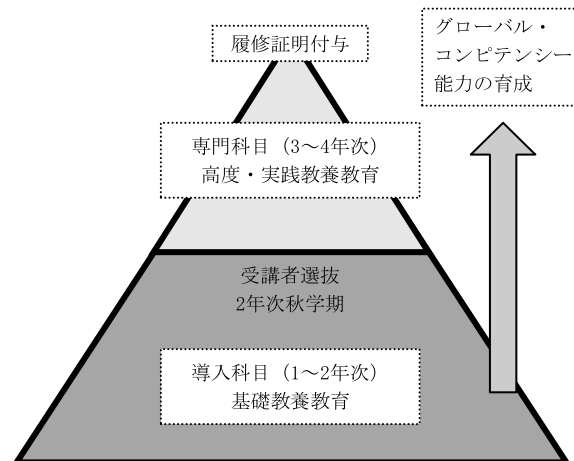 履修証明付与
グローバル・
コンピテンシー
能力の育成
専門科目（3～4年次）
高度・実践教養教育
受講者選抜
2年次秋学期
導入科目（1～2年次）
基礎教養教育